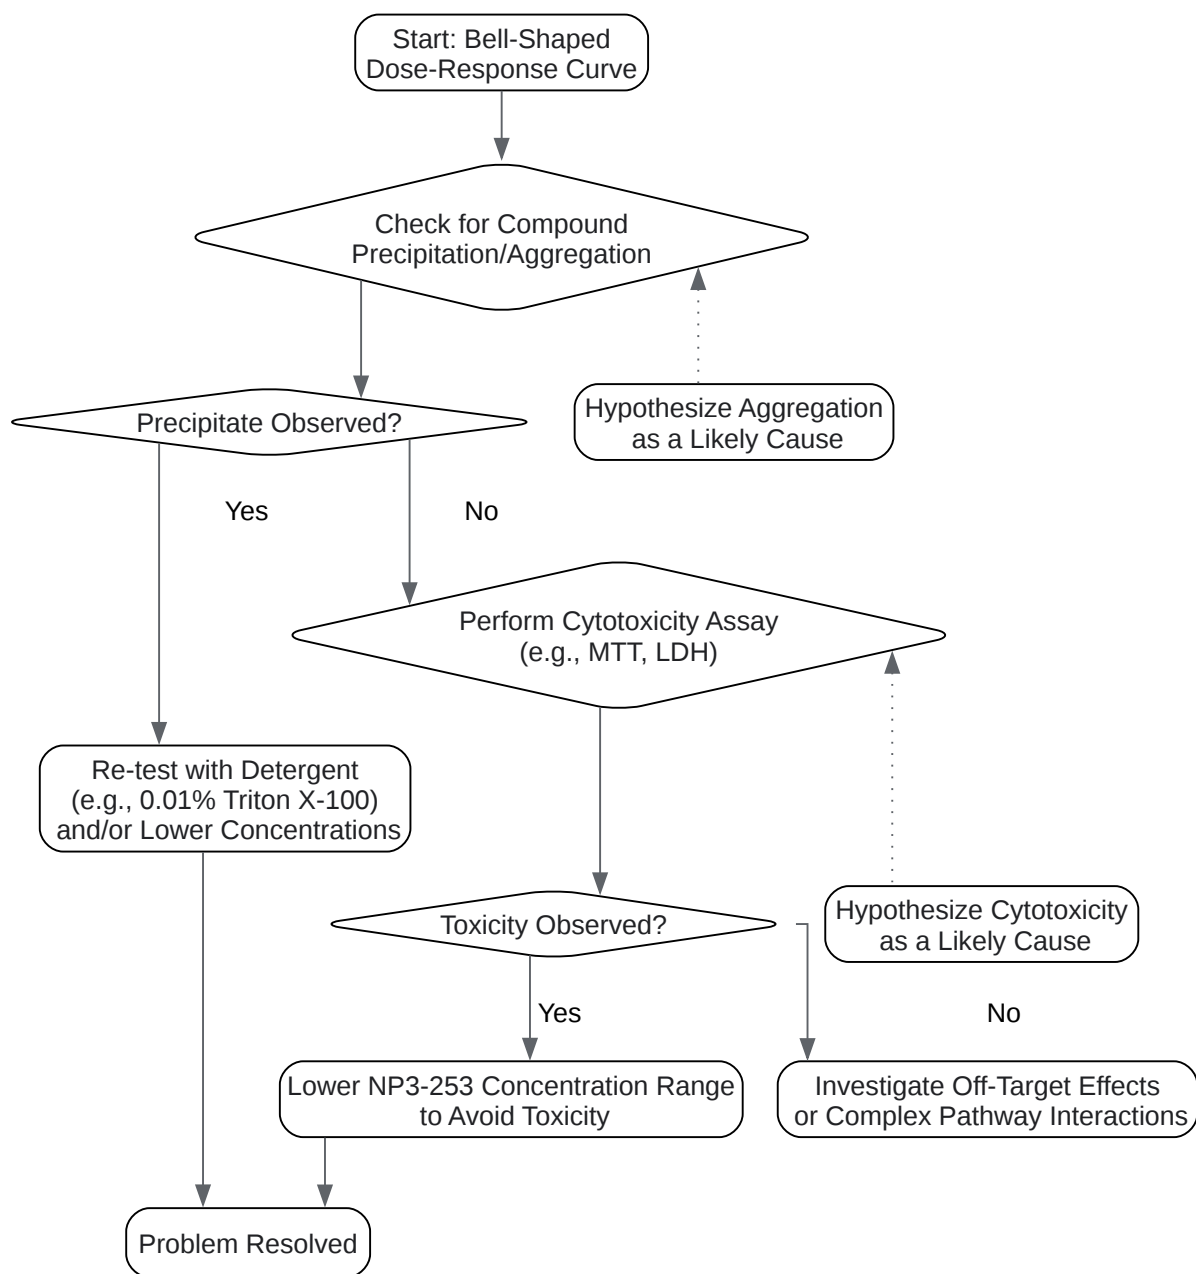 Start: Bell-Shaped
Dose-Response Curve
Check for Compound
Precipitation/Aggregation
Precipitate Observed?
Hypothesize Aggregation
as a Likely Cause
Yes
No
Perform Cytotoxicity Assay
(e.g., MTT, LDH)
Re-test with Detergent
(e.g., 0.01% Triton X-100)
and/or Lower Concentrations
Toxicity Observed?
Hypothesize Cytotoxicity
as a Likely Cause
Yes
No
Lower NP3-253 Concentration Range
to Avoid Toxicity
Investigate Off-Target Effects
or Complex Pathway Interactions
Problem Resolved